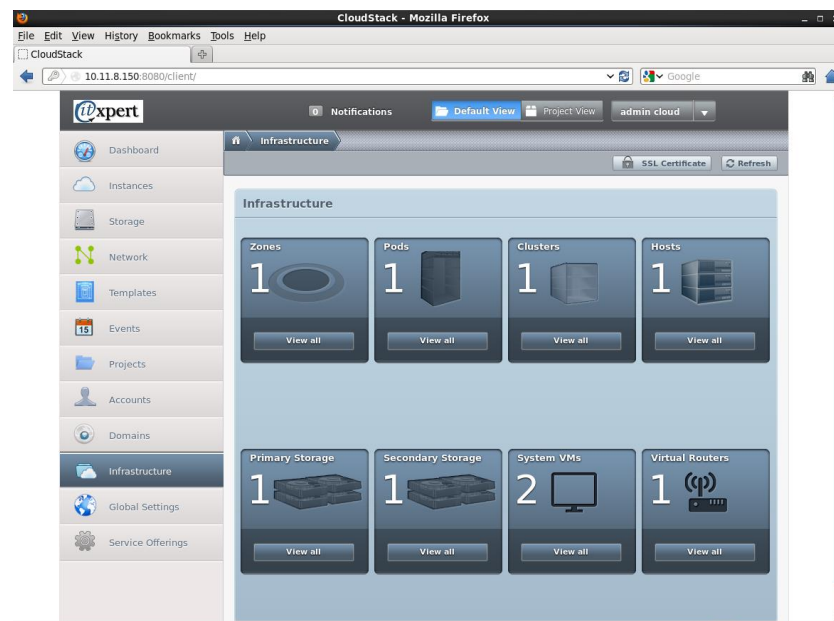 CloudStack - Mozilla Firefox
File Edit View History Bookmarks Tools Help
CloudStack
10.11.8.150:8080/client/
Google
itxpert
0 Notifications
Default View
Project View
admin cloud
Dashboard
Instances
Storage
Network
Templates
15
Events
Projects
Accounts
Domains
Infrastructure
Global Settings
Service Offerings
Infrastructure
SSL Certificate
Refresh
Infrastructure
Zones
1
View all
Pods
1
View all
Clusters
1
View all
Hosts
1
View all
Primary Storage
1
View all
Secondary Storage
1
View all
System VMs
2
View all
Virtual Routers
1
View all